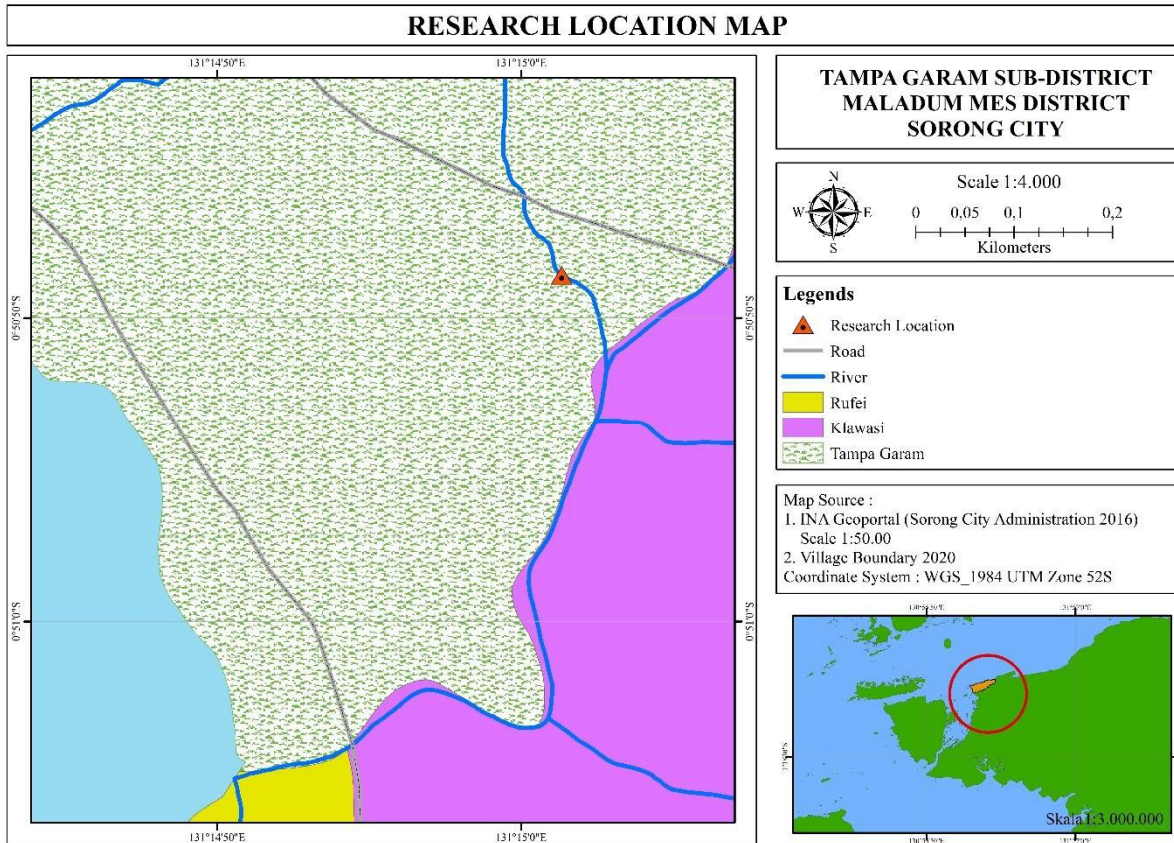 RESEARCH LOCATION MAP
131°14'50"E
131°15'0"E
0°50'50"S
0°50'50"S
0°51'0"S
0°51'0"S
131°14'50"E
131°15'0"E
TAMPA GARAM SUB-DISTRICT
MALADUM MES DISTRICT
SORONG CITY
N
W
E
S
Scale 1:4.000
0 0,05 0,1 0,2
Kilometers
Legends
Research Location
Road
River
Rufei
Klawasi
Tampa Garam
Map Source :
1. INA Geoportal (Sorong City Administration 2016)
Scale 1:50.00
2. Village Boundary 2020
Coordinate System : WGS_1984 UTM Zone 52S
Skala1:3.000.000